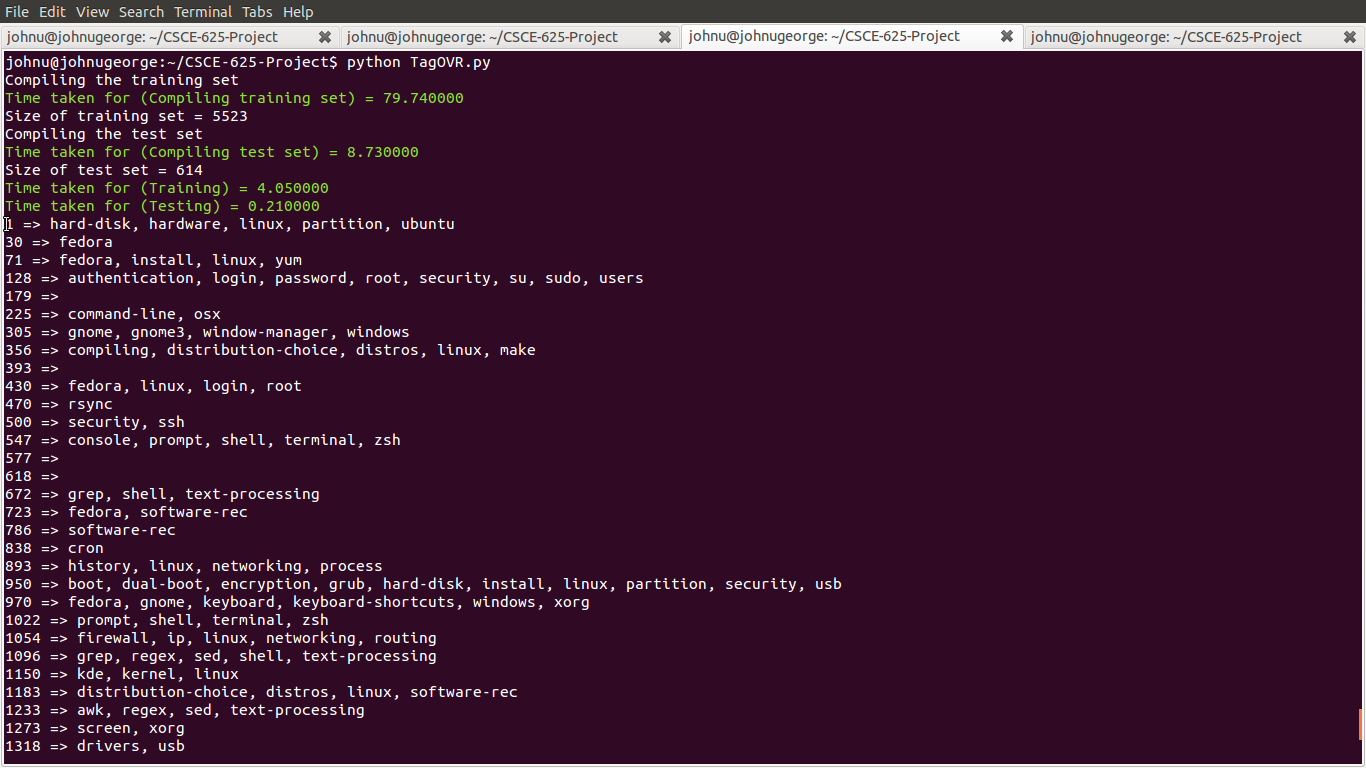 File Edit View Search Terminal Tabs Help
johnu@johnugeorge: ~/CSCE-625-Project johnu@johnugeorge: ~/CSCE-625-Project johnu@johnugeorge: ~/CSCE-625-Project johnu@johnugeorge: ~/CSCE-625-Project
johnu@johnugeorge:~/CSCE-625-Project$ python TagOVR.py
Compiling the training set
Time taken for (Compiling training set) = 79.740000
Size of training set = 5523
Compiling the test set
Time taken for (Compiling test set) = 8.730000
Size of test set = 614
Time taken for (Training) = 4.050000
Time taken for (Testing) = 0.210000
1 => hard-disk, hardware, linux, partition, ubuntu
30 => fedora
71 => fedora, install, linux, yum
128 => authentication, login, password, root, security, su, sudo, users
179 =>
225 => command-line, osx
305 => gnome, gnome3, window-manager, windows
356 => compiling, distribution-choice, distros, linux, make
393 =>
430 => fedora, linux, login, root
470 => rsync
500 => security, ssh
547 => console, prompt, shell, terminal, zsh
577 =>
618 =>
672 => grep, shell, text-processing
723 => fedora, software-rec
786 => software-rec
838 => cron
893 => history, linux, networking, process
950 => boot, dual-boot, encryption, grub, hard-disk, install, linux, partition, security, usb
970 => fedora, gnome, keyboard, keyboard-shortcuts, windows, xorg
1022 => prompt, shell, terminal, zsh
1054 => firewall, ip, linux, networking, routing
1096 => grep, regex, sed, shell, text-processing
1150 => kde, kernel, linux
1183 => distribution-choice, distros, linux, software-rec
1233 => awk, regex, sed, text-processing
1273 => screen, xorg
1318 => drivers, usb